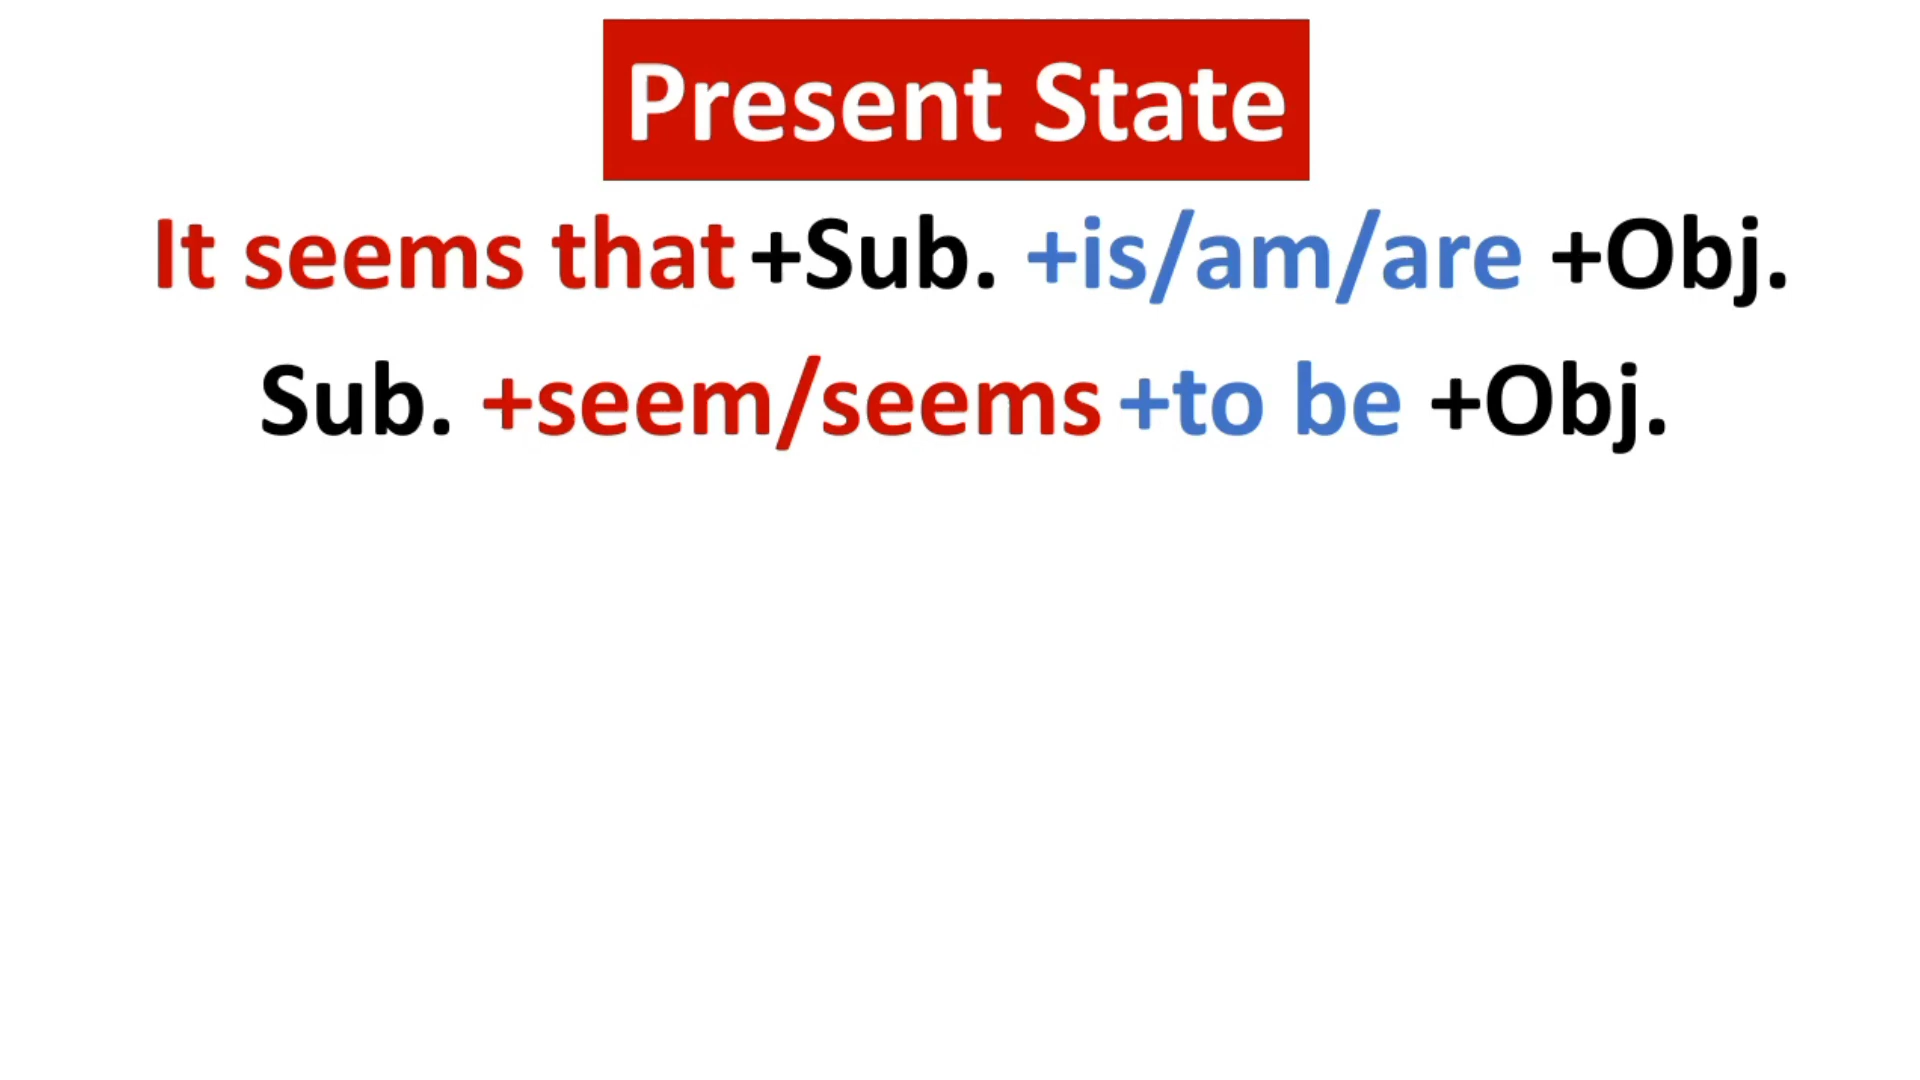 Present State
It seems that +Sub. +is/am/are +Obj.
Sub. +seem/seems +to be +Obj.